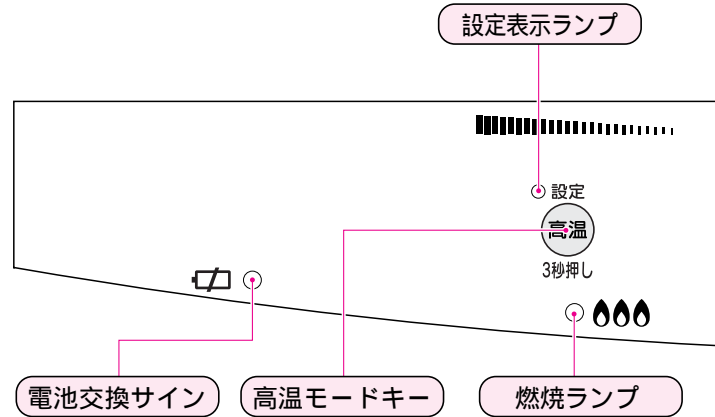 設定表示ランプ
設定
高温
3秒押し
電池交換サイン
高温モードキー
燃焼ランプ